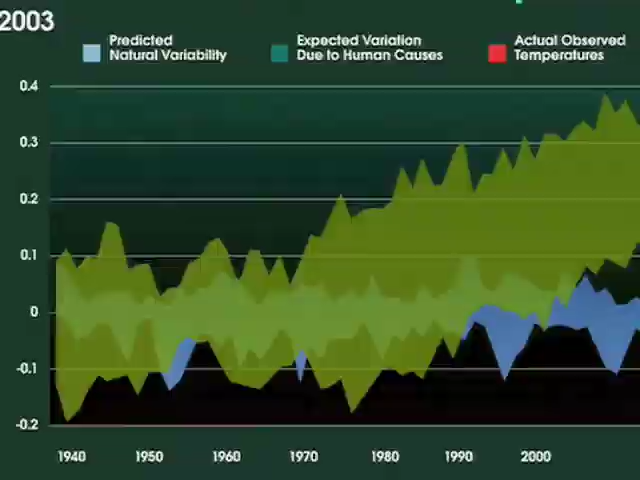 2003
Predicted
Natural Variability
Expected Variation
Due to Human Causes
Actual Observed
Temperatures
0.4
0.3
0.2
0.1
0
-0.1
-0.2
1940 1950 1960 1970 1980 1990 2000